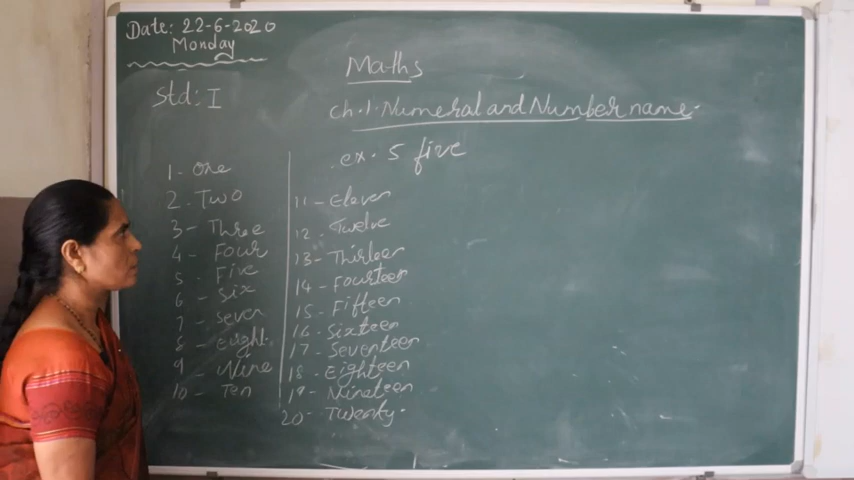 Date: 22-6-2020
Monday
Std: I
Maths
ch.1. Numeral and Number name.
ex. 5 five
1 - One
2. Two
3 - Three
4 - Four
5 - Five
6 - Six
7 - Seven
8 - eight.
9 - Nine
10 - Ten
11 - Eleven
12. Twelve
13 - Thirteen
14 - Fourteen
15 - Fifteen
16 - Sixteen
17 - Seventeen
18 - Eighteen
19 - Nineteen
20 - Twenty.